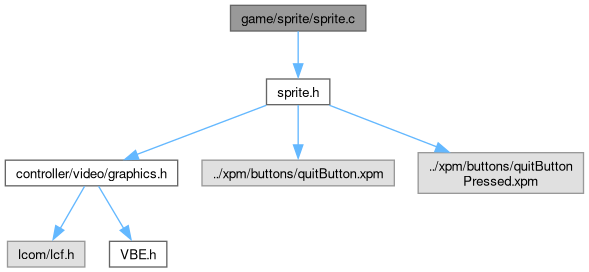 game/sprite/sprite.c
sprite.h
controller/video/graphics.h
../xpm/buttons/quitButton.xpm
../xpm/buttons/quitButton
Pressed.xpm
lcom/lcf.h
VBE.h